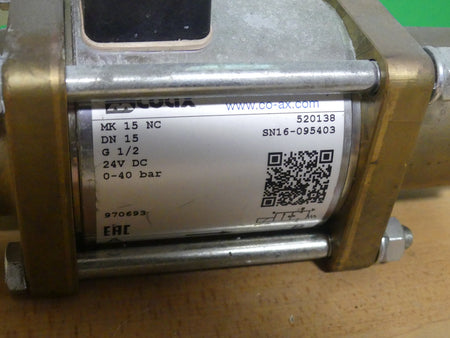 coax
www.co-ax.com
MK 15 NC
520138
DN 15
SN16-095403
G 1/2
24V DC
0-40 bar
970693
EAC